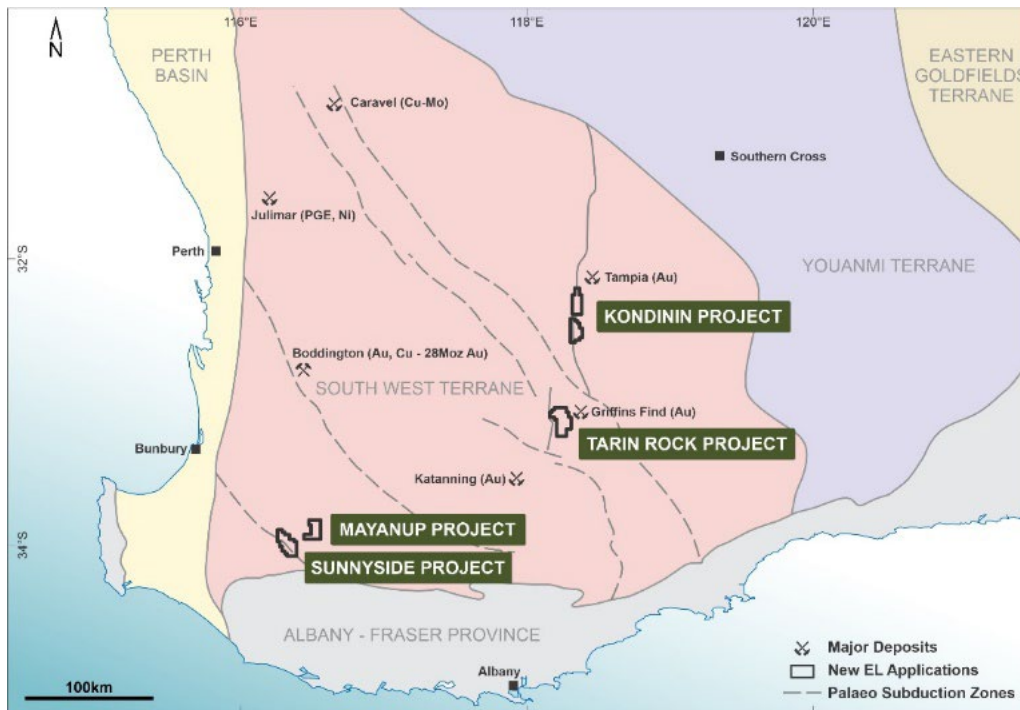 116°E
118°E
120°E
N
PERTH
BASIN
EASTERN
GOLDFIELDS
TERRANE
Caravel (Cu-Mo)
Southern Cross
Julimar (PGE, Ni)
Perth
32°S
YOUANMI TERRANE
Tampia (Au)
KONDININ PROJECT
Boddington (Au, Cu - 28Moz Au)
SOUTH WEST TERRANE
Griffins Find (Au)
TARIN ROCK PROJECT
Bunbury
Katanning (Au)
MAYANUP PROJECT
34°S
SUNNYSIDE PROJECT
ALBANY - FRASER PROVINCE
Albany
Major Deposits
New EL Applications
Palaeo Subduction Zones
100km